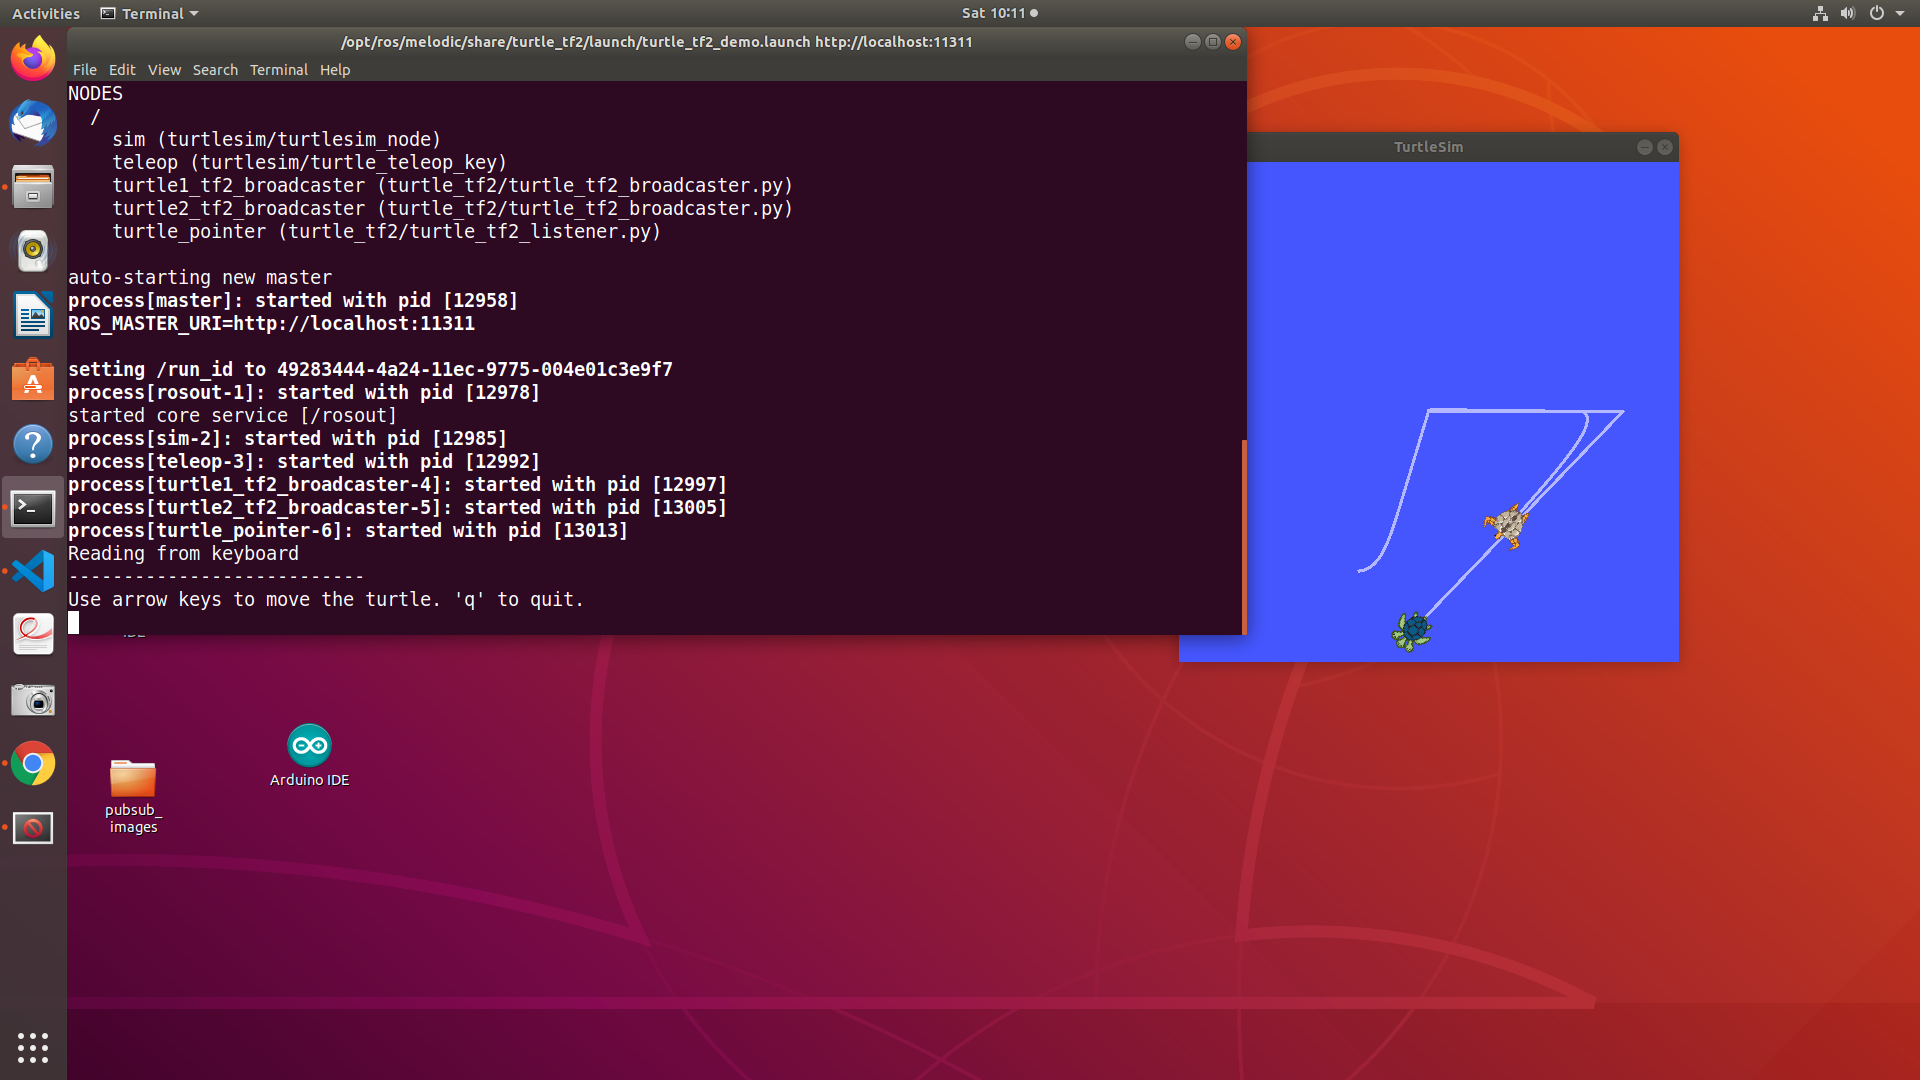 Activities
Terminal
Sat 10:11
/opt/ros/melodic/share/turtle_tf2/launch/turtle_tf2_demo.launch http://localhost:11311
File Edit View Search Terminal Help
NODES
/
sim (turtlesim/turtlesim_node)
teleop (turtlesim/turtle_teleop_key)
turtle1_tf2_broadcaster (turtle_tf2/turtle_tf2_broadcaster.py)
turtle2_tf2_broadcaster (turtle_tf2/turtle_tf2_broadcaster.py)
turtle_pointer (turtle_tf2/turtle_tf2_listener.py)
auto-starting new master
process[master]: started with pid [12958]
ROS_MASTER_URI=http://localhost:11311
setting /run_id to 49283444-4a24-11ec-9775-004e01c3e9f7
process[rosout-1]: started with pid [12978]
started core service [/rosout]
process[sim-2]: started with pid [12985]
process[teleop-3]: started with pid [12992]
process[turtle1_tf2_broadcaster-4]: started with pid [12997]
process[turtle2_tf2_broadcaster-5]: started with pid [13005]
process[turtle_pointer-6]: started with pid [13013]
Reading from keyboard
---------------------------
Use arrow keys to move the turtle. 'q' to quit.
TurtleSim
Arduino IDE
pubsub_
images